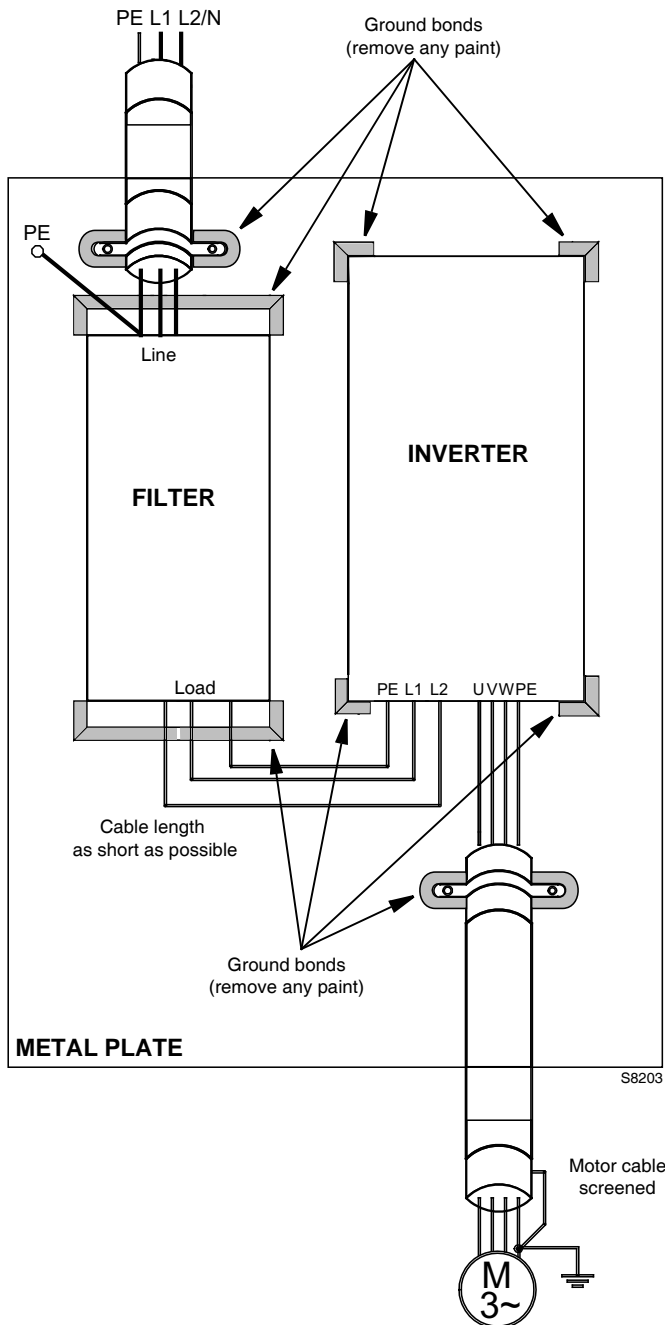 PE L1 L2/N
Ground bonds
(remove any paint)
PE
Line
FILTER
INVERTER
Load
PE L1 L2
UVWPE
Cable length
as short as possible
Ground bonds
(remove any paint)
METAL PLATE
S8203
Motor cable
screened
M
3~